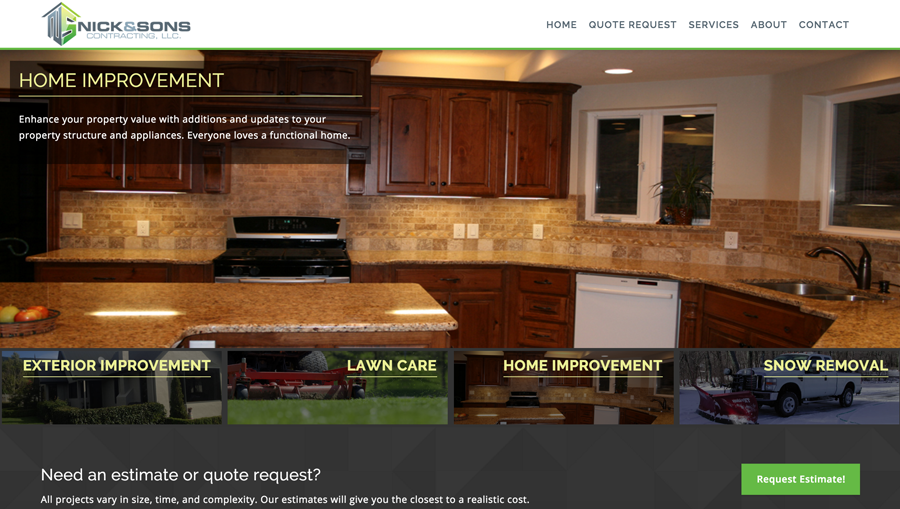 NICK&SONS
CONTRACTING, LLC.
HOME QUOTE REQUEST SERVICES ABOUT CONTACT
HOME IMPROVEMENT
Enhance your property value with additions and updates to your
property structure and appliances. Everyone loves a functional home.
EXTERIOR IMPROVEMENT LAWN CARE HOME IMPROVEMENT SNOW REMOVAL
Need an estimate or quote request?
All projects vary in size, time, and complexity. Our estimates will give you the closest to a realistic cost.
Request Estimate!